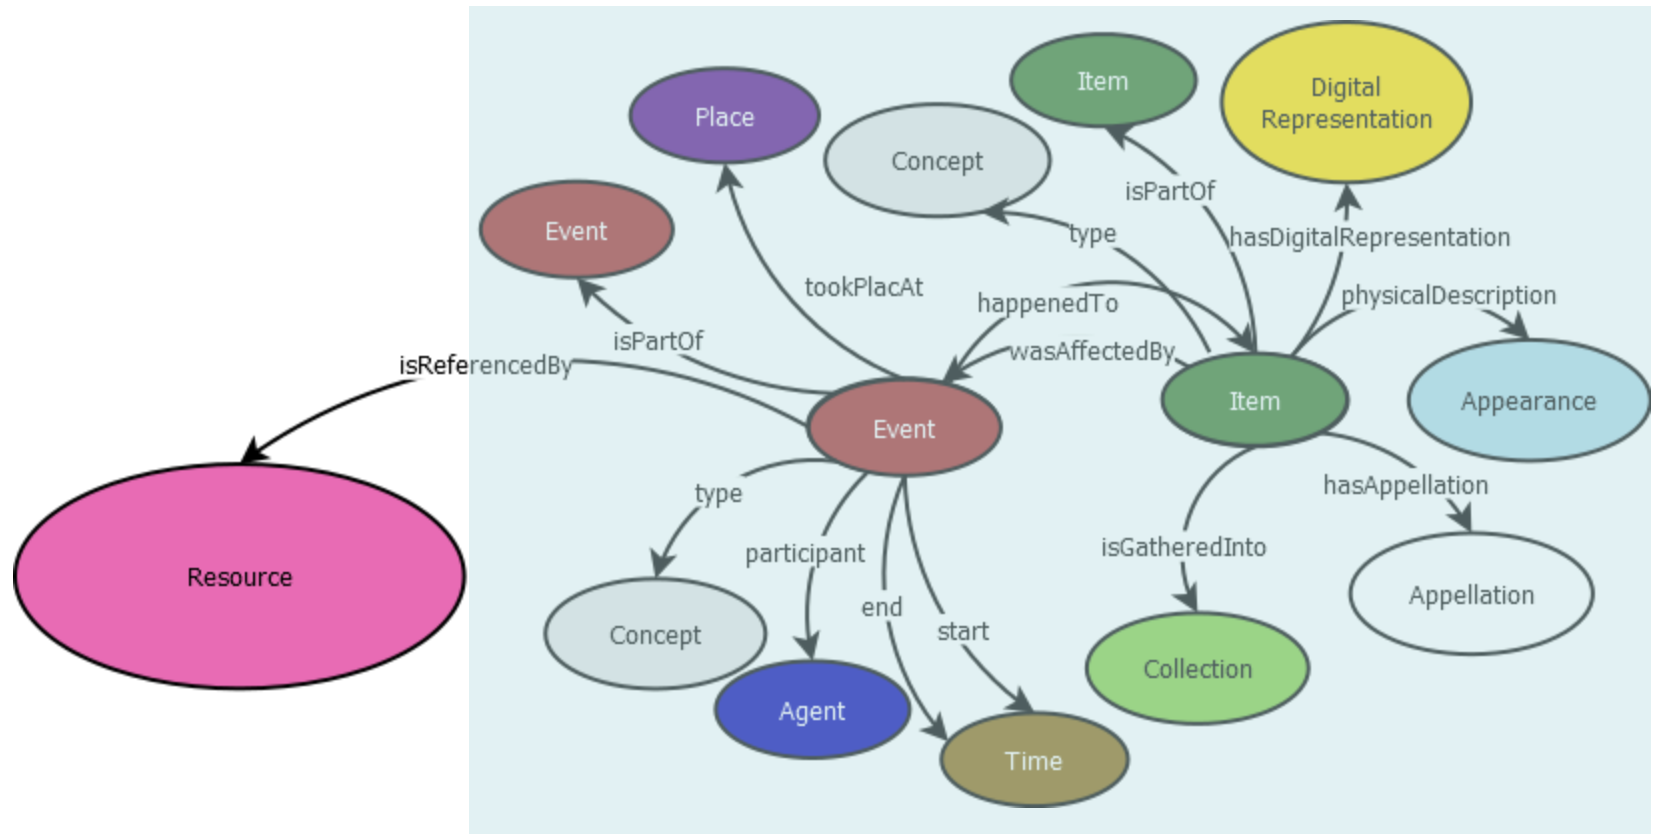 Item
Digital
Representation
Place
Concept
isPartOf
Event
type
hasDigitalRepresentation
tookPlacAt
happenedTo
physicalDescription
isPartOf
wasAffectedBy
isReferencedBy
Item
Appearance
Event
hasAppellation
type
isGatheredInto
participant
Resource
Appellation
end
start
Concept
Collection
Agent
Time